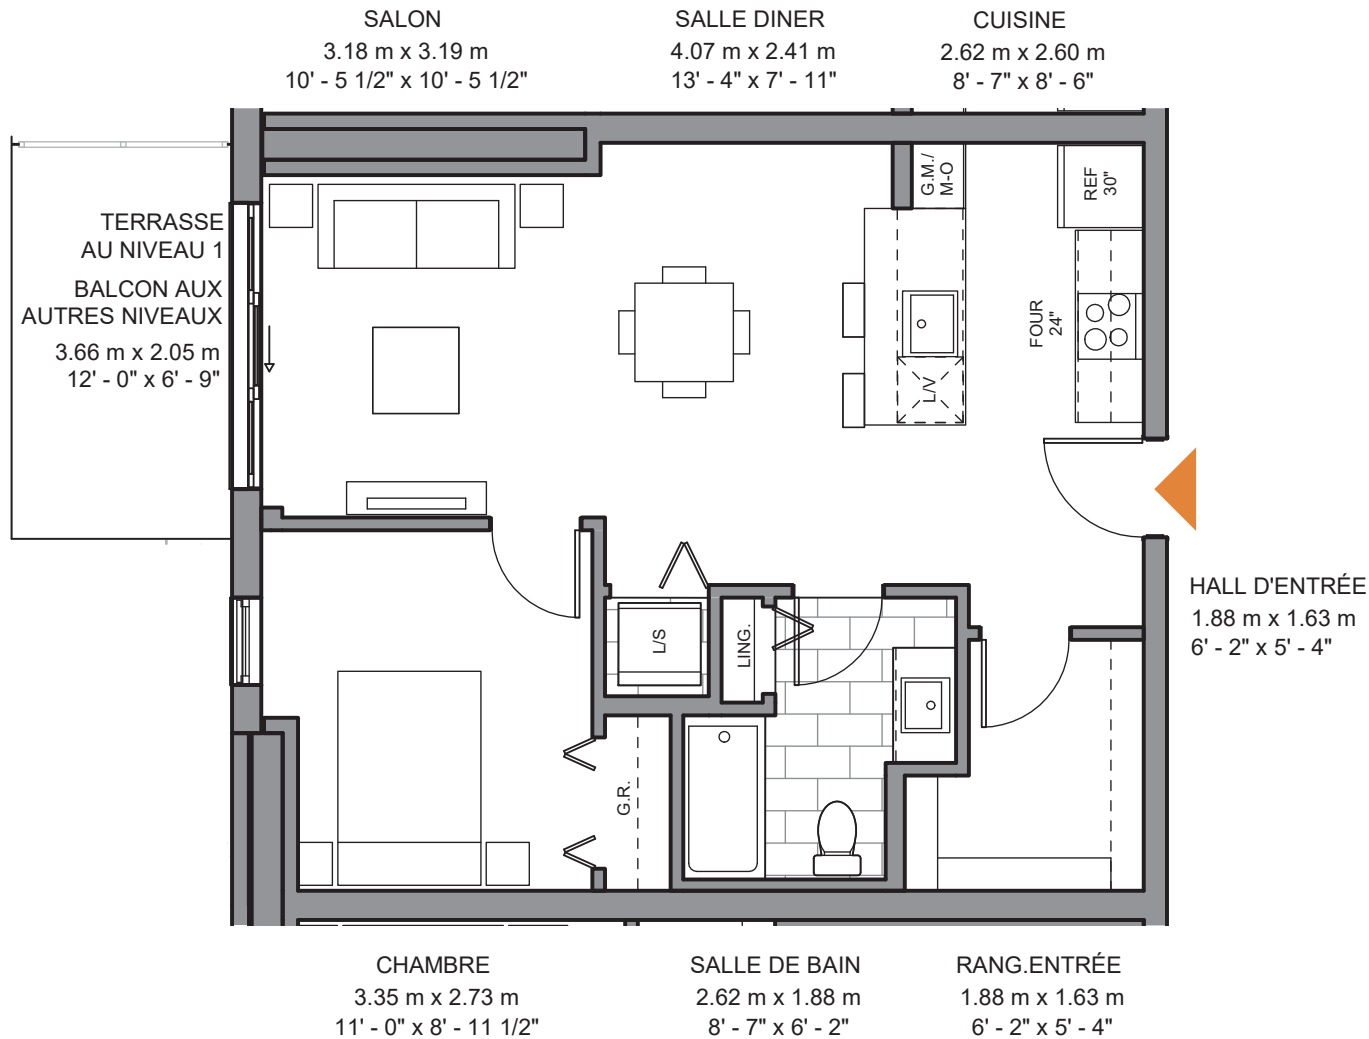 SALON
3.18 m x 3.19 m
10' - 5 1/2" x 10' - 5 1/2"
SALLE DINER
4.07 m x 2.41 m
13' - 4" x 7' - 11"
CUISINE
2.62 m x 2.60 m
8' - 7" x 8' - 6"
TERRASSE
AU NIVEAU 1
BALCON AUX
AUTRES NIVEAUX
3.66 m x 2.05 m
12' - 0" x 6' - 9"
G.M./
M-O
REF
30"
FOUR
24"
L/V
HALL D'ENTRÉE
1.88 m x 1.63 m
6' - 2" x 5' - 4"
L/S
LING.
G.R.
CHAMBRE
3.35 m x 2.73 m
11' - 0" x 8' - 11 1/2"
SALLE DE BAIN
2.62 m x 1.88 m
8' - 7" x 6' - 2"
RANG.ENTRÉE
1.88 m x 1.63 m
6' - 2" x 5' - 4"